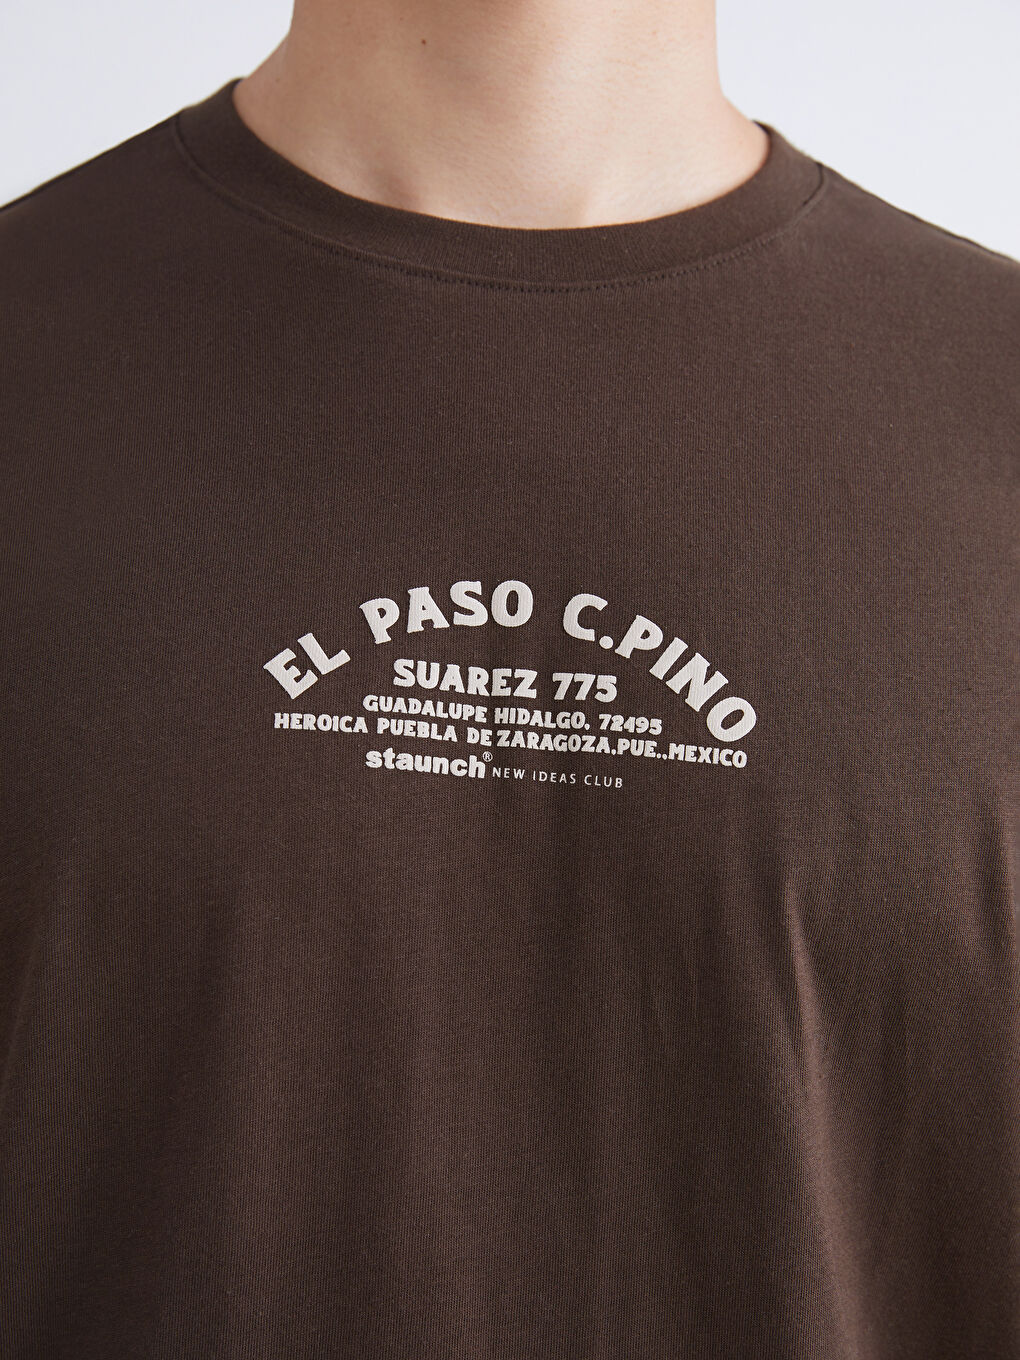 EL PASO C.PINO
SUAREZ 775
GUADALUPE HIDALGO. 72495
HEROICA PUEBLA DE ZARAGOZA.PUE.,MEXICO
staunch® NEW IDEAS CLUB